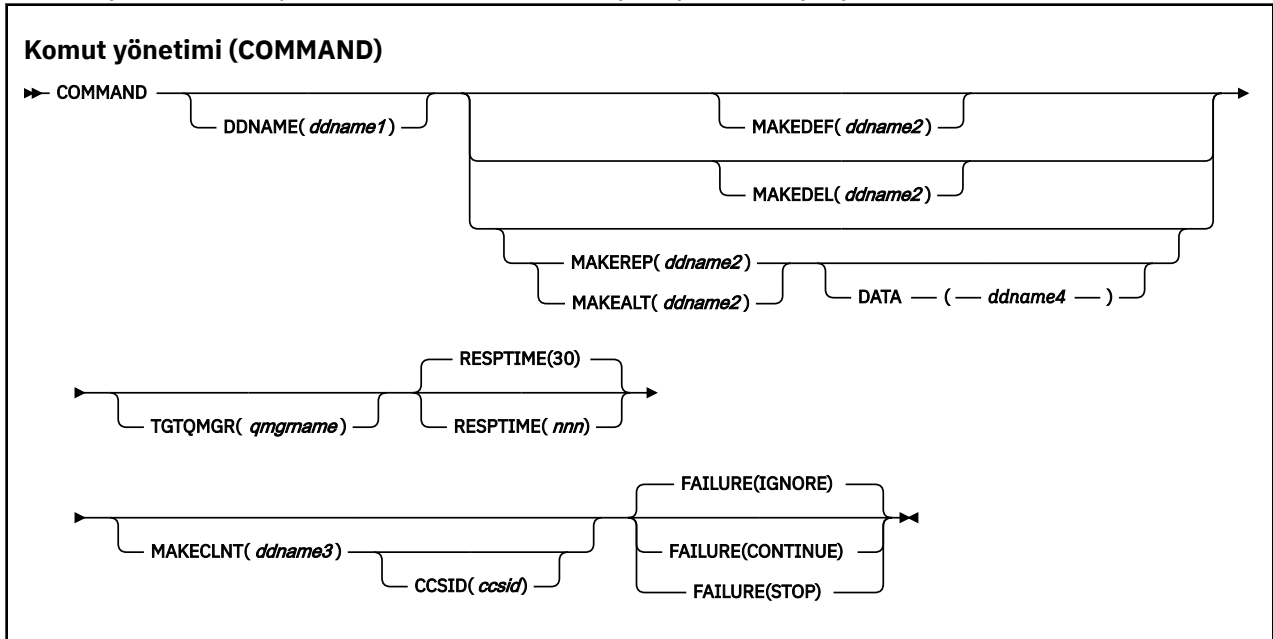 Komut yönetimi (COMMAND)
COMMAND
DDNAME( ddname1 )
MAKEDEF( ddname2 )
MAKEDEL( ddname2 )
MAKEREP( ddname2 )
MAKEALT( ddname2 )
DATA ( ddname4 )
RESPTIME(30)
TGTQMGR( qmgrname )
RESPTIME( nnn)
FAILURE(IGNORE)
MAKECLNT( ddname3 )
FAILURE(CONTINUE)
CCSID( ccsid)
FAILURE(STOP)